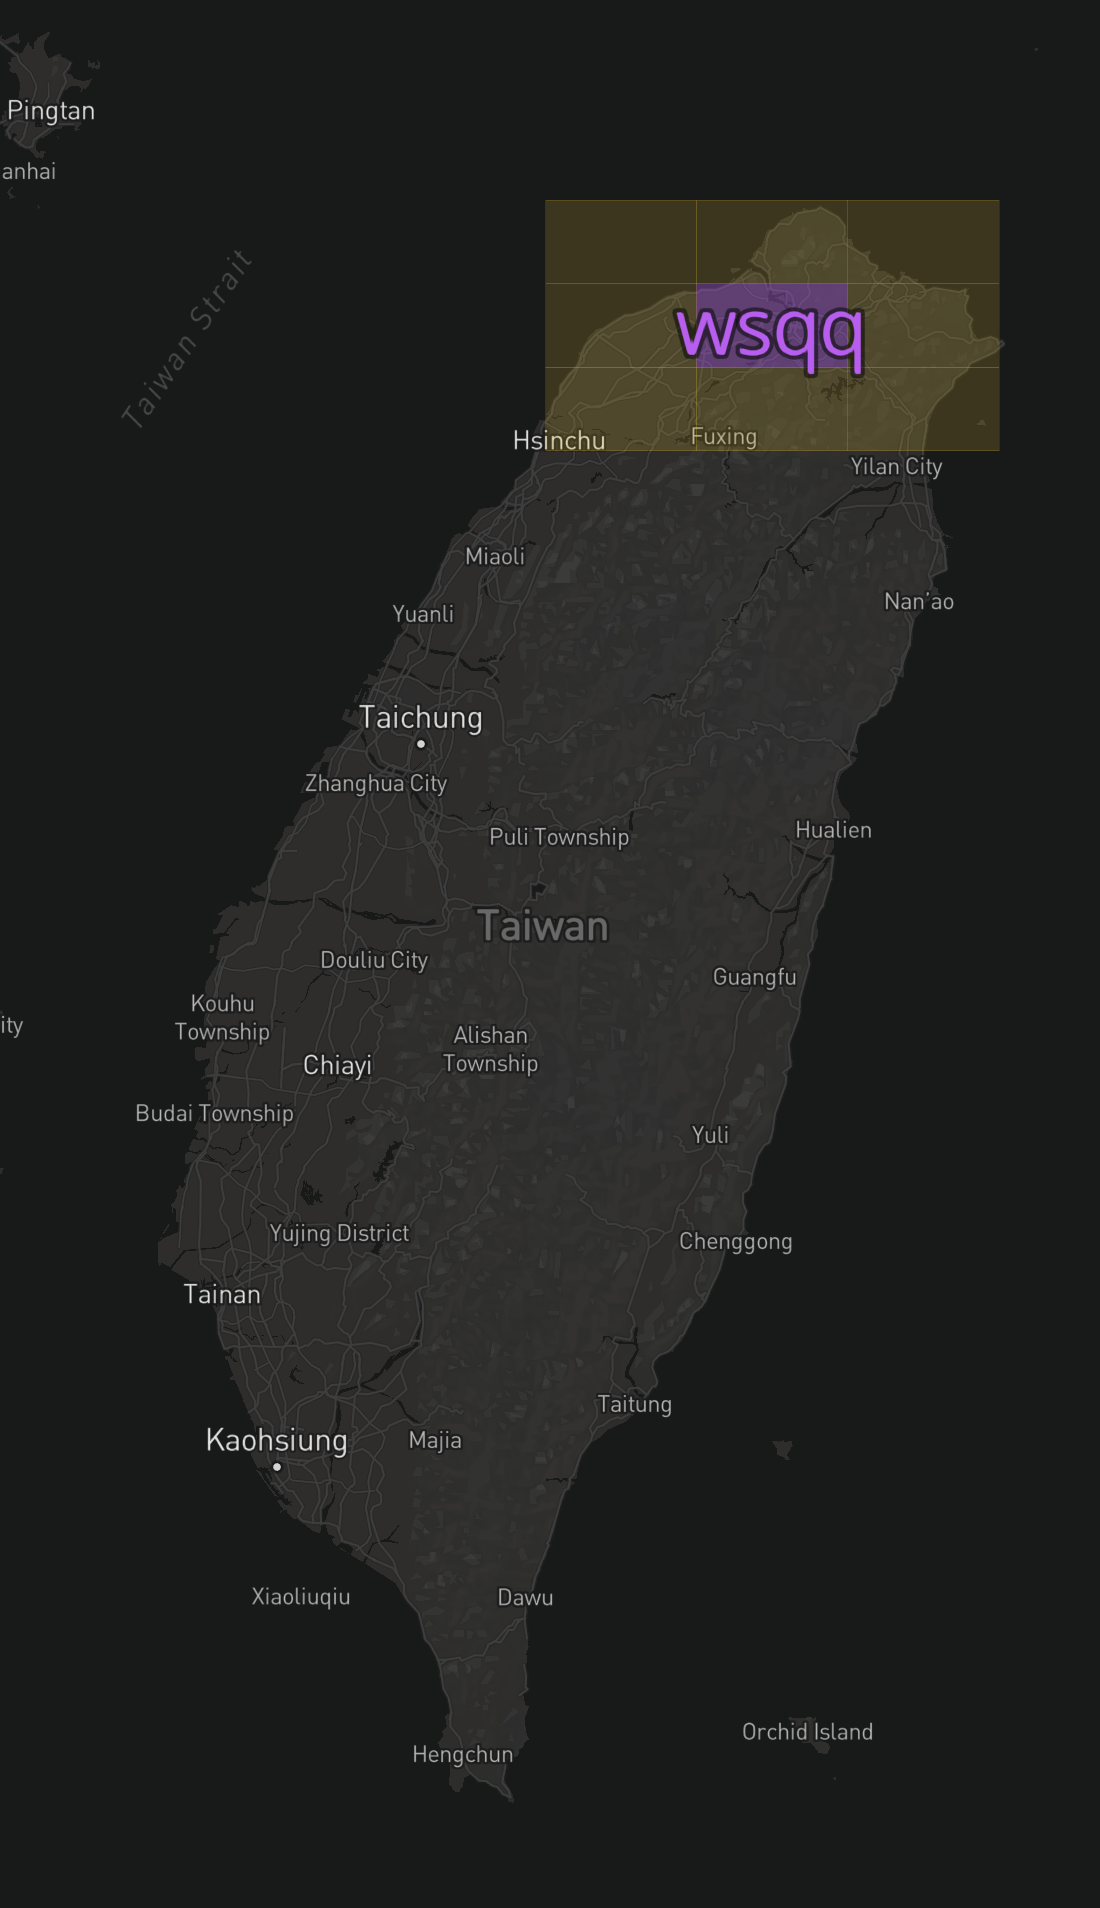 Pingtan
anhai
Taiwan Strait
wsqq
Hsinchu
Fuxing
Yilan City
Miaoli
Yuanli
Nan'ao
Taichung
Zhanghua City
Puli Township
Hualien
Taiwan
Douliu City
Guangfu
Kouhu
Township
ity
Alishan
Township
Chiayi
Budai Township
Yuli
Yujing District
Chenggong
Tainan
Taitung
Kaohsiung
Majia
Xiaoliuqiu
Dawu
Orchid Island
Hengchun